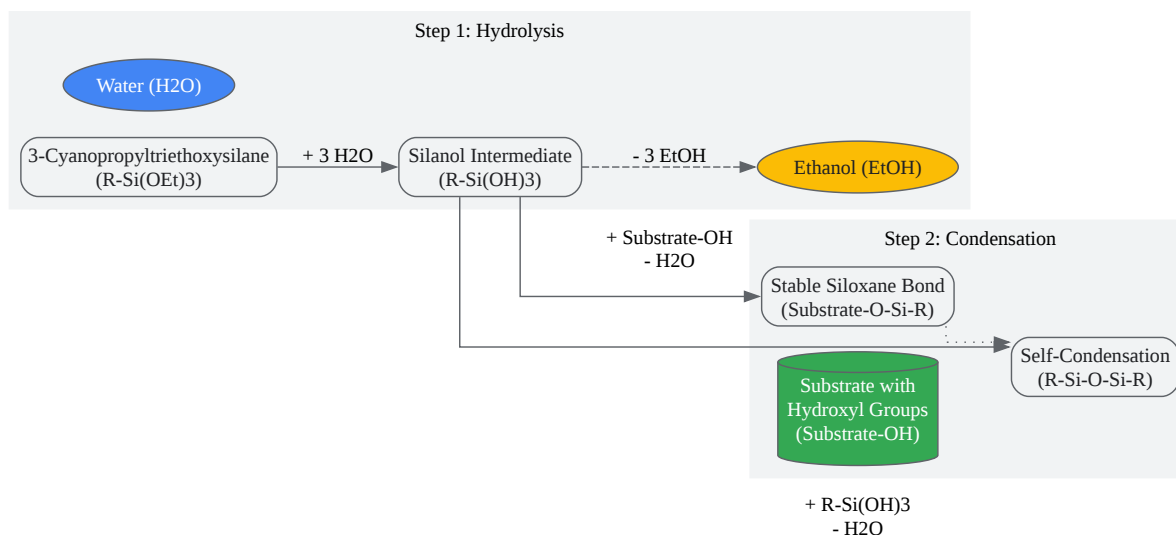 Step 1: Hydrolysis
Water (H2O)
3-Cyanopropyltriethoxysilane
(R-Si(OEt)3)
+ 3 H2O
Silanol Intermediate
(R-Si(OH)3)
- 3 EtOH
Ethanol (EtOH)
+ Substrate-OH
- H2O
Step 2: Condensation
Stable Siloxane Bond
(Substrate-O-Si-R)
Self-Condensation
(R-Si-O-Si-R)
Substrate with
Hydroxyl Groups
(Substrate-OH)
+ R-Si(OH)3
- H2O